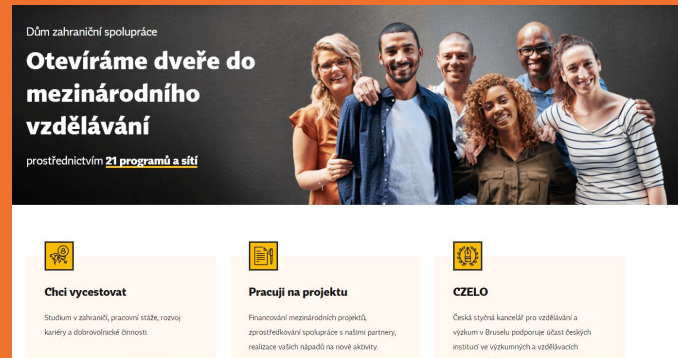 Dům zahraniční spolupráce
Otevíráme dveře do
mezinárodního
vzdělávání
prostřednictvím 21 programů a sítí
Chci vycestovat
Studium v zahraničí, pracovní stáže, rozvoj
kariéry a dobrovolnické činnosti.
Pracuji na projektu
Financování mezinárodních projektů,
zprostředkování spolupráce s našimi partnery,
realizace vašich nápadů na nové aktivity.
CZELO
Česká styčná kancelář pro vzdělávání a
výzkum v Bruselu podporuje účast českých
institucí ve výzkumných a vzdělávacích